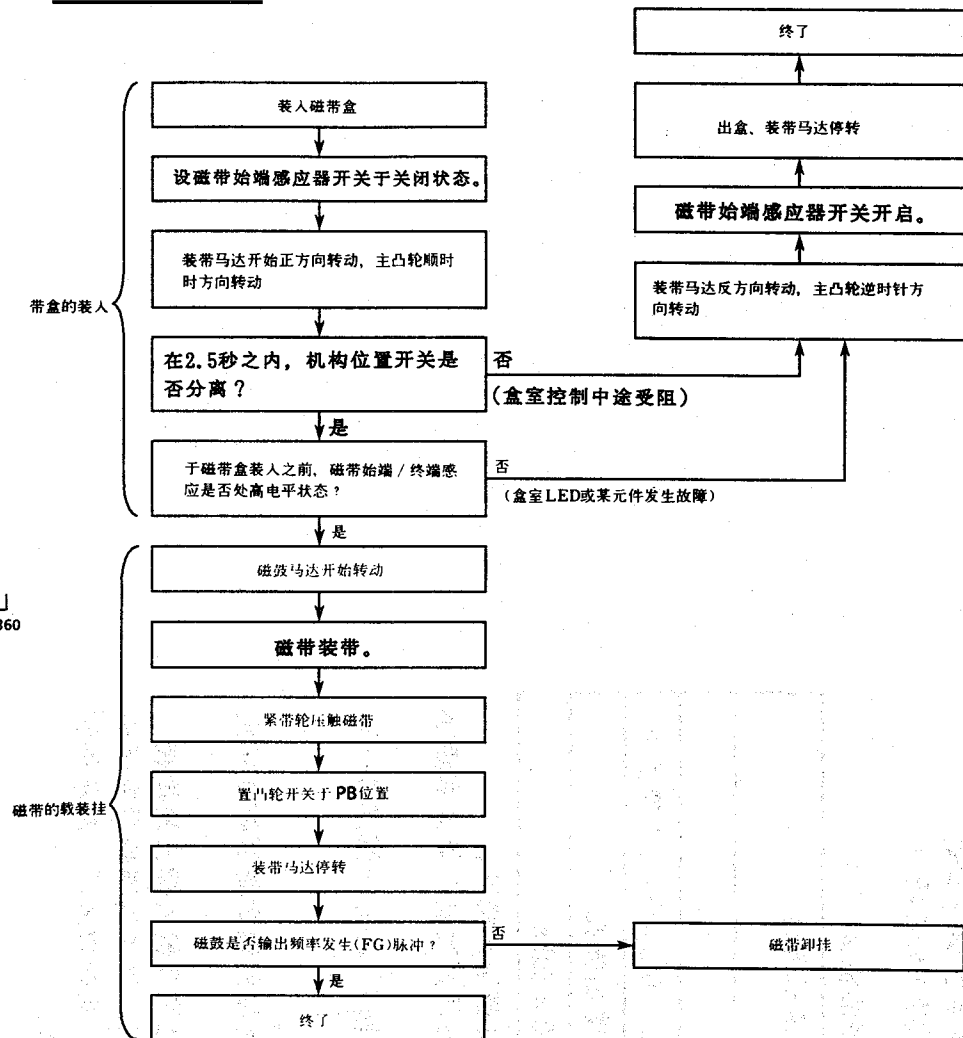 终了
装入磁带盒
出盒、装带马达停转
设磁带始端感应器开关于关闭状态。
磁带始端感应器开关开启。
装带马达开始正方向转动，主凸轮顺时
时方向转动
装带马达反方向转动，主凸轮逆时针方
向转动
带盒的装入
在2.5秒之内，机构位置开关是
否分离？
否
(盒室控制中途受阻)
是
于磁带盒装入之前，磁带始端/终端感
应是否处高电平状态？
否
(盒室LED或某元件发生故障)
是
磁鼓马达开始转动
360
磁带装带。
紧带轮压触磁带
置凸轮开关于PB位置
磁带的载装挂
装带马达停转
磁鼓是否输出频率发生(FG)脉冲？
否
磁带卸挂
是
终了